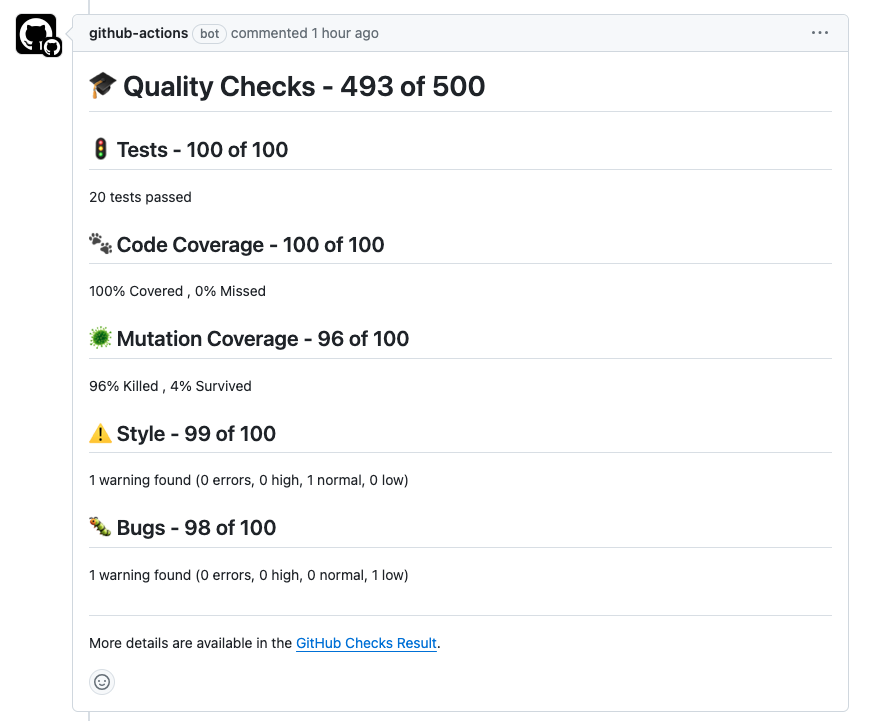 github-actions bot commented 1 hour ago
Quality Checks - 493 of 500
Tests - 100 of 100
20 tests passed
Code Coverage - 100 of 100
100% Covered , 0% Missed
Mutation Coverage - 96 of 100
96% Killed , 4% Survived
Style - 99 of 100
1 warning found (0 errors, 0 high, 1 normal, 0 low)
Bugs - 98 of 100
1 warning found (0 errors, 0 high, 0 normal, 1 low)
More details are available in the GitHub Checks Result.